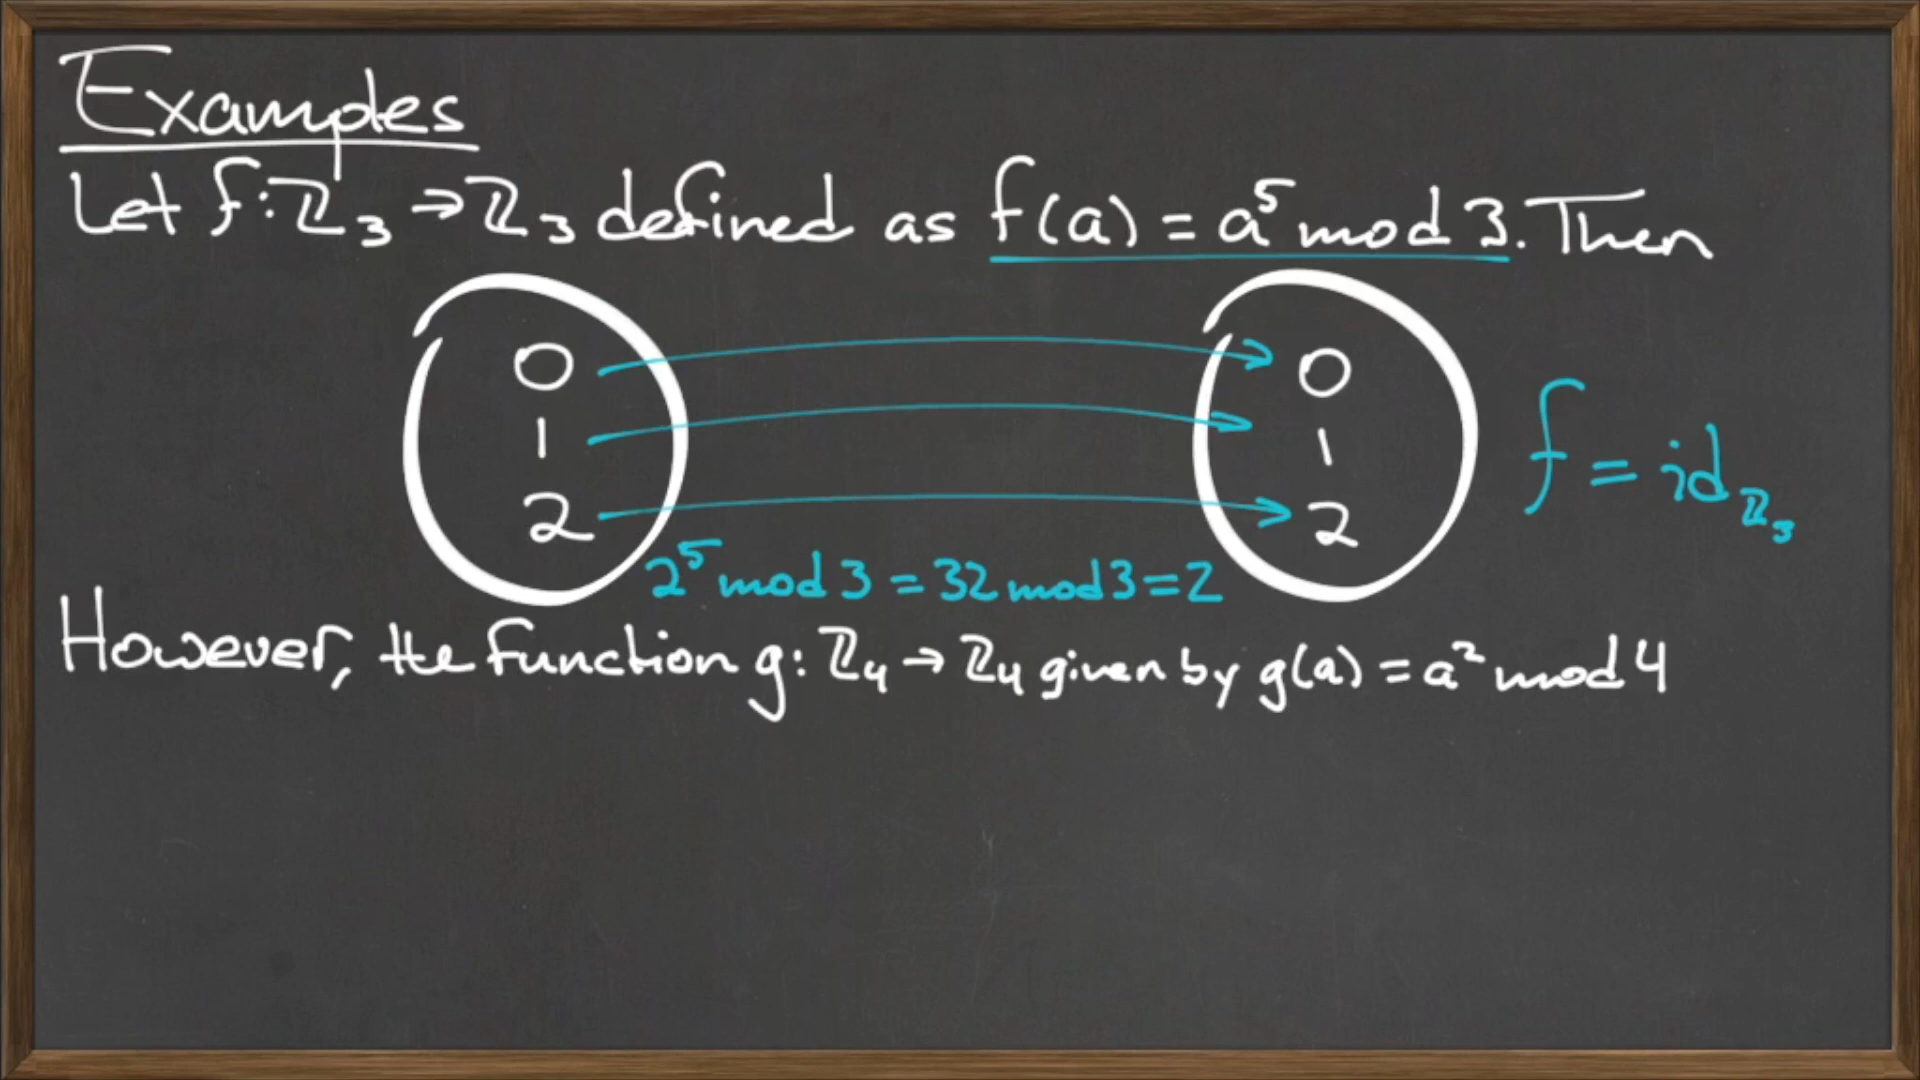 Examples
Let f: ℤ₃ → ℤ₃ defined as f(a) = a⁵ mod 3. Then
0 0
1 1
2 2
f = id_ℤ₃
2⁵ mod 3 = 32 mod 3 = 2
However, the function g: ℤ₄ → ℤ₄ given by g(a) = a² mod 4